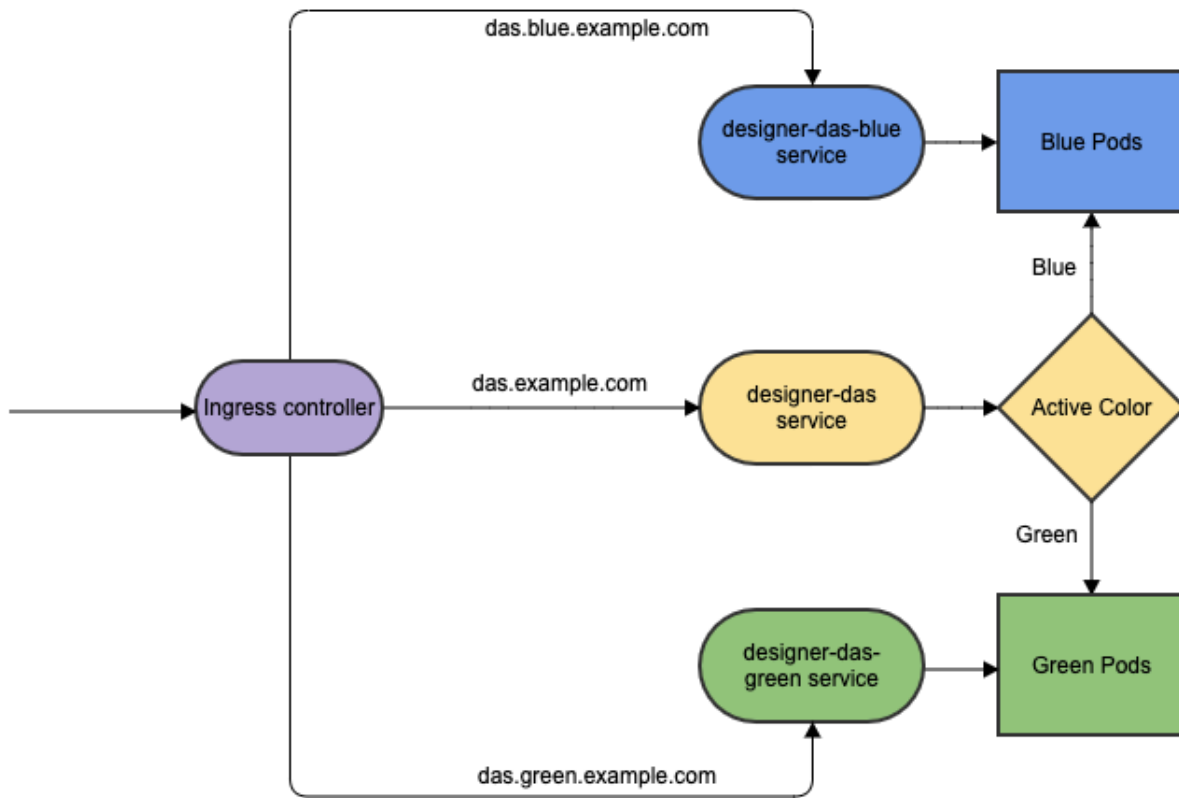 das.blue.example.com
designer-das-blue
service
Blue Pods
Blue
Ingress controller
das.example.com
designer-das
service
Active Color
Green
designer-das-
green service
Green Pods
das.green.example.com